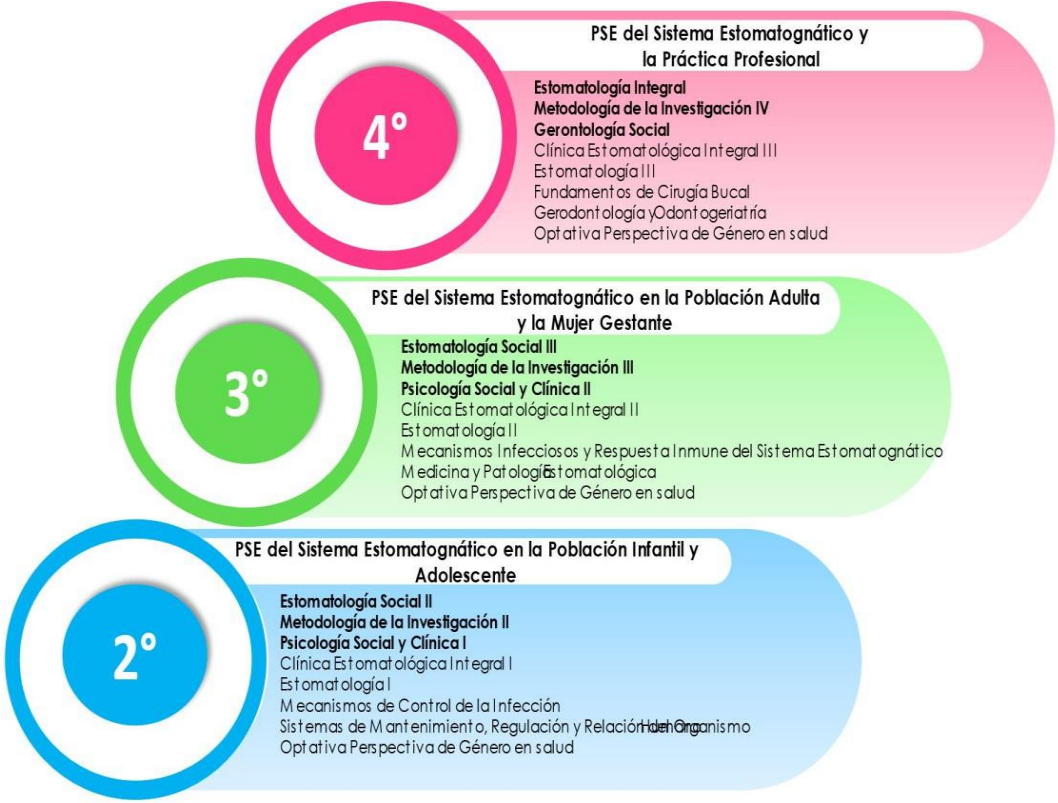 4°
PSE del Sistema Estomatognático y
la Práctica Profesional
Estomatología Integral
Metodología de la Investigación IV
Gerontología Social
Clínica Estomatológica Integral III
Estomatología III
Fundamentos de Cirugía Bucal
Gerodontología y Odontogeriatría
Optativa Perspectiva de Género en salud
3°
PSE del Sistema Estomatognático en la Población Adulta
y la Mujer Gestante
Estomatología Social III
Metodología de la Investigación III
Psicología Social y Clínica II
Clínica Estomatológica Integral II
Estomatología II
Mecanismos Infecciosos y Respuesta Inmune del Sistema Estomatognático
Medicina y Patología Estomatológica
Optativa Perspectiva de Género en salud
2°
PSE del Sistema Estomatognático en la Población Infantil y
Adolescente
Estomatología Social II
Metodología de la Investigación II
Psicología Social y Clínica I
Clínica Estomatológica Integral I
Estomatología I
Mecanismos de Control de la Infección
Sistemas de Mantenimiento, Regulación y Relación del Organismo Humano
Optativa Perspectiva de Género en salud